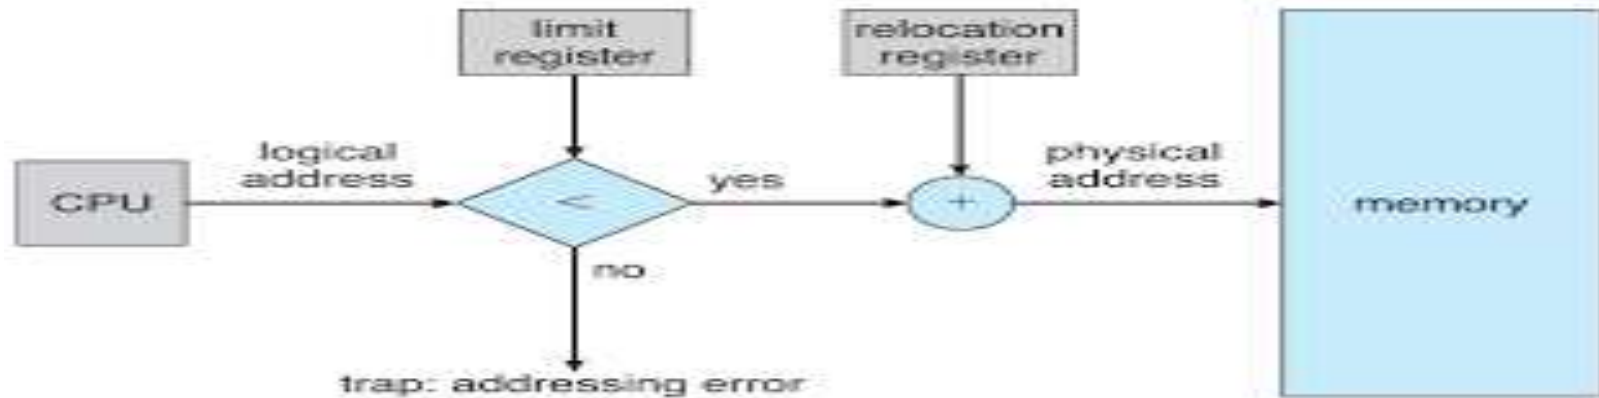 limit
register
relocation
register
logical
address
physical
address
CPU
<
yes
+
memory
no
trap: addressing error